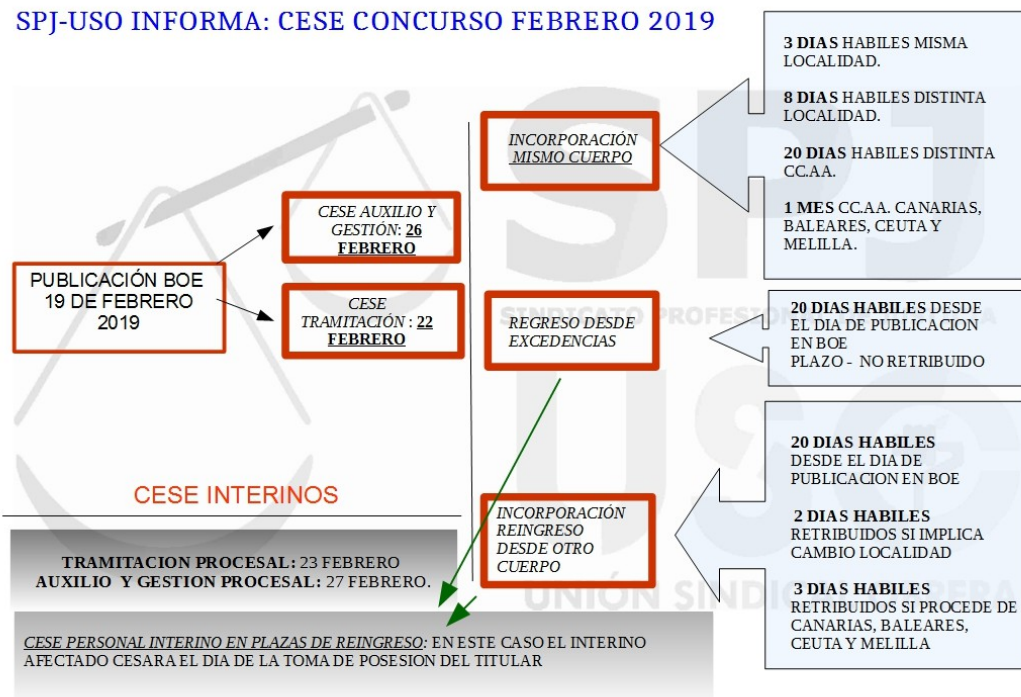 SPJ-USO INFORMA: CESE CONCURSO FEBRERO 2019
PUBLICACIÓN BOE
19 DE FEBRERO
2019
CESE AUXILIO Y
GESTIÓN: 26
FEBRERO
CESE
TRAMITACIÓN : 22
FEBRERO
INCORPORACIÓN
MISMO CUERPO
3 DIAS HABILES MISMA
LOCALIDAD.
8 DIAS HABILES DISTINTA
LOCALIDAD.
20 DIAS HABILES DISTINTA
CC.AA.
1 MES CC.AA. CANARIAS,
BALEARES, CEUTA Y
MELILLA.
REGRESO DESDE
EXCEDENCIAS
20 DIAS HABILES DESDE
EL DIA DE PUBLICACION
EN BOE
PLAZO - NO RETRIBUIDO
INCORPORACIÓN
REINGRESO
DESDE OTRO
CUERPO
20 DIAS HABILES
DESDE EL DIA DE
PUBLICACION EN BOE
2 DIAS HABILES
RETRIBUIDOS SI IMPLICA
CAMBIO LOCALIDAD
3 DIAS HABILES
RETRIBUIDOS SI PROCEDE DE
CANARIAS, BALEARES,
CEUTA Y MELILLA
CESE INTERINOS
TRAMITACION PROCESAL: 23 FEBRERO
AUXILIO Y GESTION PROCESAL: 27 FEBRERO.
CESE PERSONAL INTERINO EN PLAZAS DE REINGRESO: EN ESTE CASO EL INTERINO
AFECTADO CESARA EL DIA DE LA TOMA DE POSESION DEL TITULAR
SPJ
USO